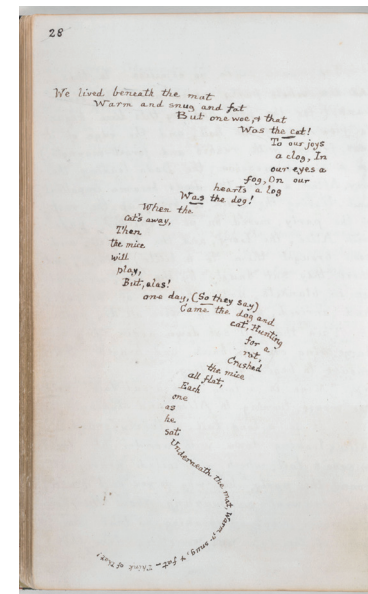 28
We lived beneath the mat
Warm and snug and fat
But one woe, & that
Was the cat!
To our joys
a clog, In
our eyes a
fog, On our
hearts a log
Was the dog!
When the
cat's away,
Then
the mice
will
play,
But, alas!
one day, (So they say)
Came the dog and
cat, Hunting
for a
rat,
Crushed
the mice
all flat,
Each
one
as
he
sat
Underneath the mat, Warm, & snug, & fat - Think of that!